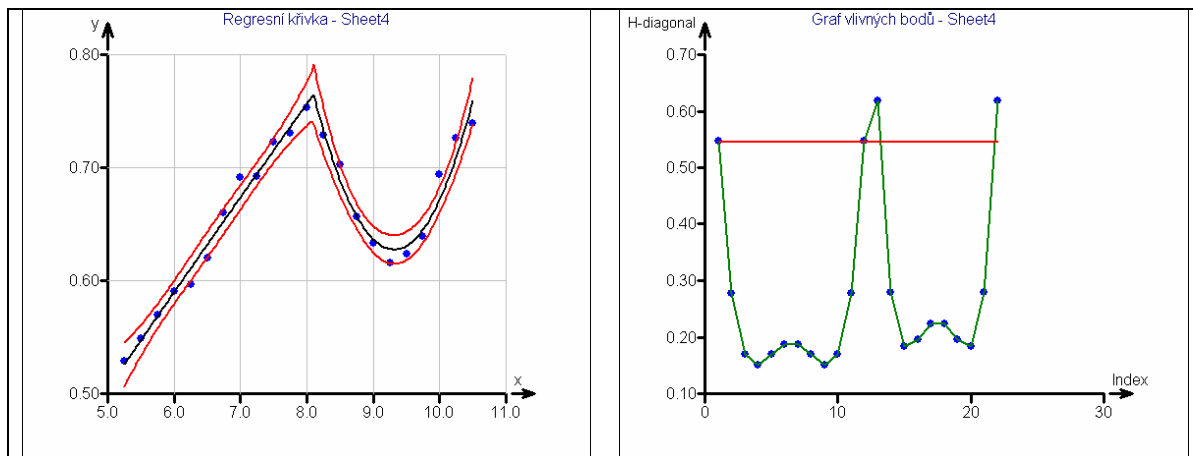 Regresní křivka - Sheet4
y
0.80
0.70
0.60
0.50
5.0 6.0 7.0 8.0 9.0 10.0 11.0
x
Graf vlivných bodů - Sheet4
H-diagonal
0.70
0.60
0.50
0.40
0.30
0.20
0.10
0 10 20 30
Index